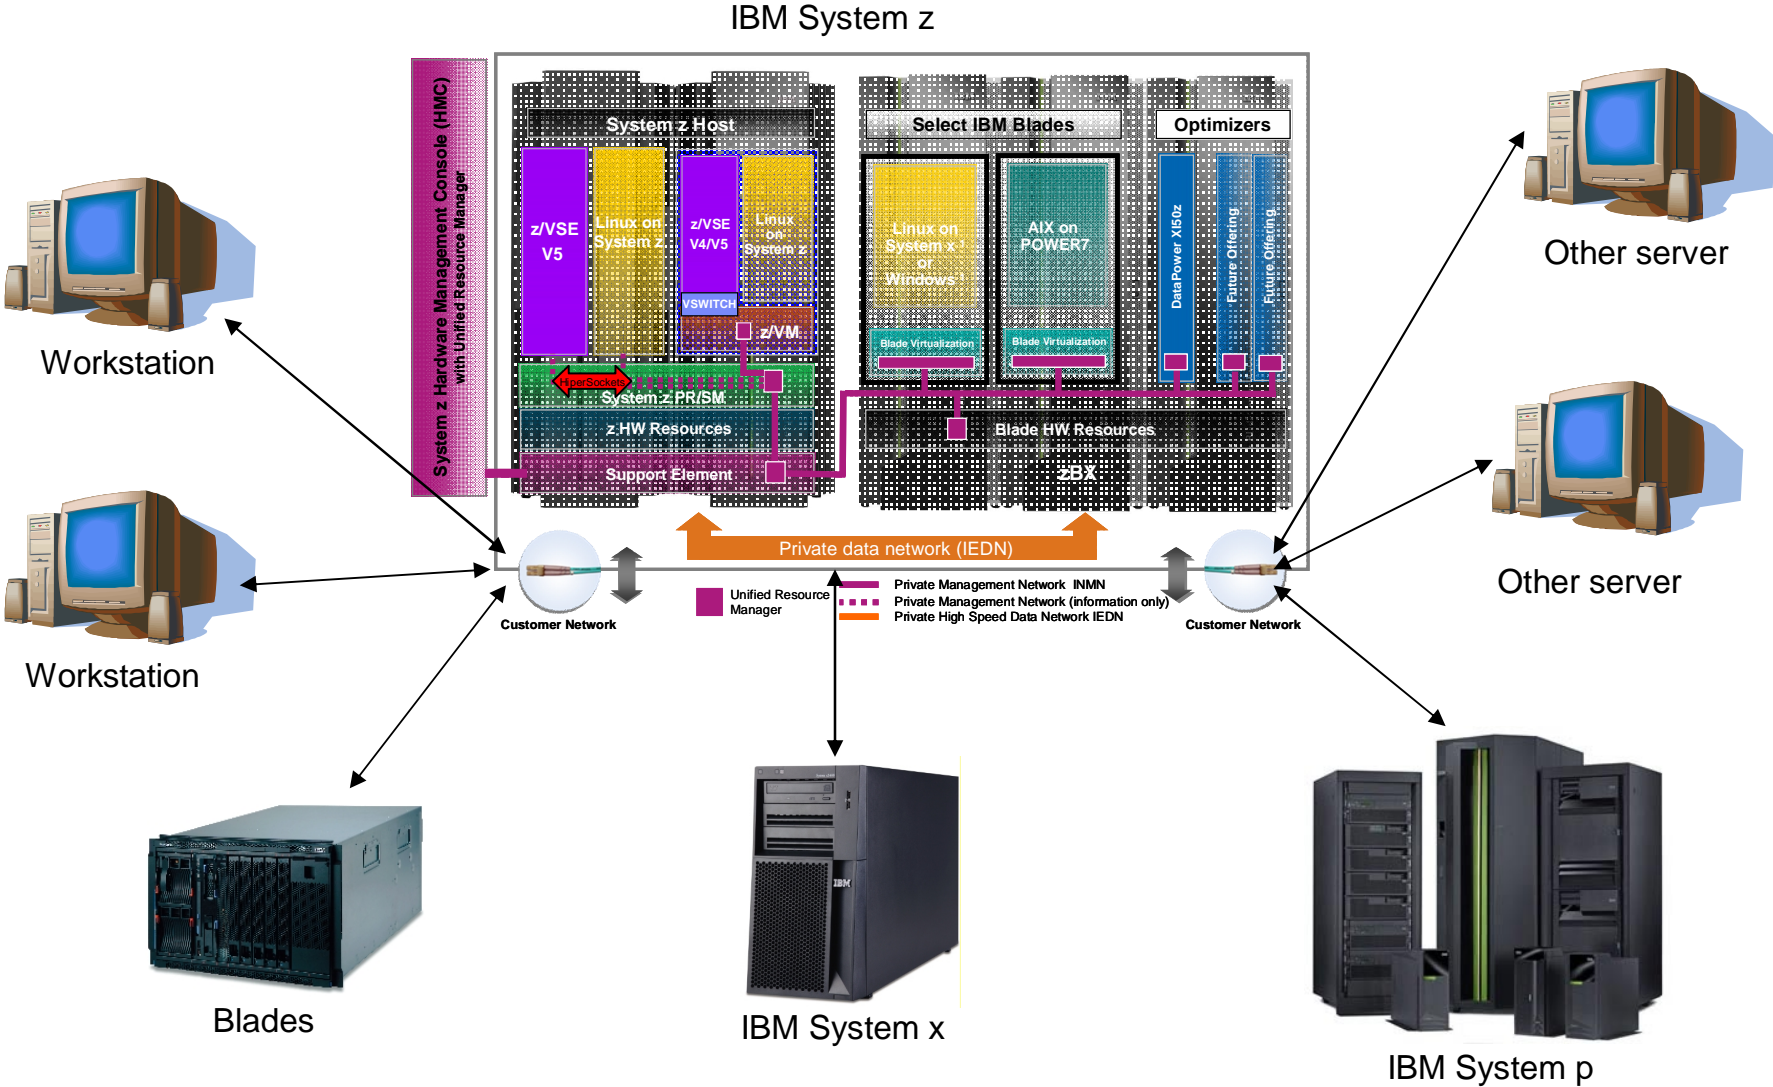 IBM System z
System z Hardware Management Console (HMC)
with Unified Resource Manager
System z Host
Select IBM Blades
Optimizers
z/VSE
V5
Linux on
System z
z/VSE
V4/V5
Linux
on
System z
VSWITCH
z/VM
Linux on
System x
or
Windows
AIX on
POWER7
DataPower XI50z
Future Offering
Future Offering
Blade Virtualization
Blade Virtualization
HiperSockets
System z PR/SM
z HW Resources
Support Element
Blade HW Resources
zBX
Private data network (IEDN)
Unified Resource
Manager
Private Management Network INMN
Private Management Network (information only)
Private High Speed Data Network IEDN
Customer Network
Customer Network
Workstation
Workstation
Other server
Other server
Blades
IBM
IBM System x
IBM System p